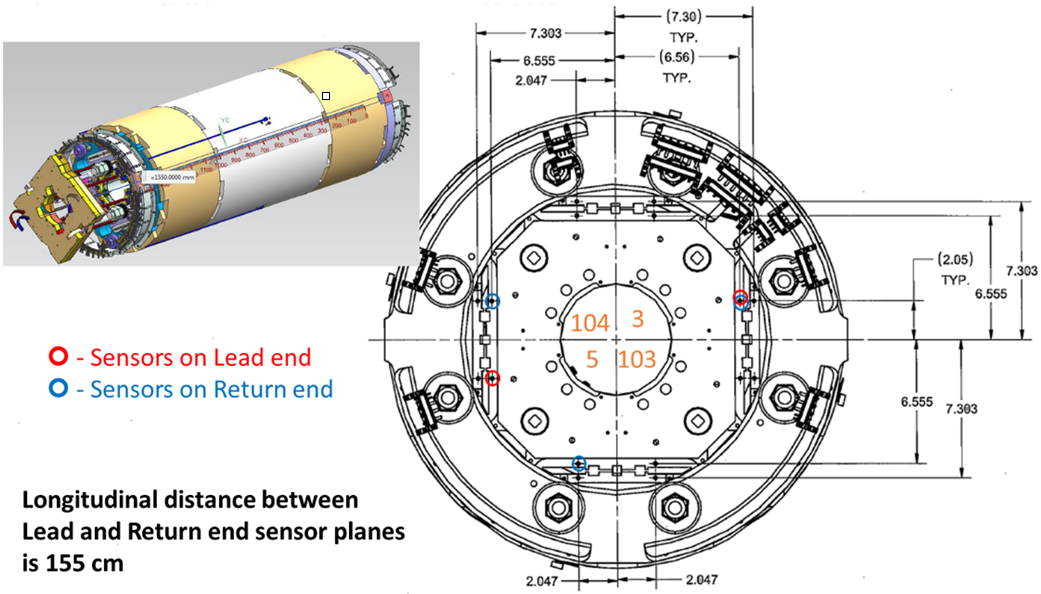 (7.30)
TYP.
7.303
6.555
(6.56)
TYP.
2.047
YC
XC
=1550.0000 mm
(2.05)
TYP.
6.555
7.303
104 3
5 103
6.555
7.303
O - Sensors on Lead end
O - Sensors on Return end
Longitudinal distance between
Lead and Return end sensor planes
is 155 cm
2.047
2.047